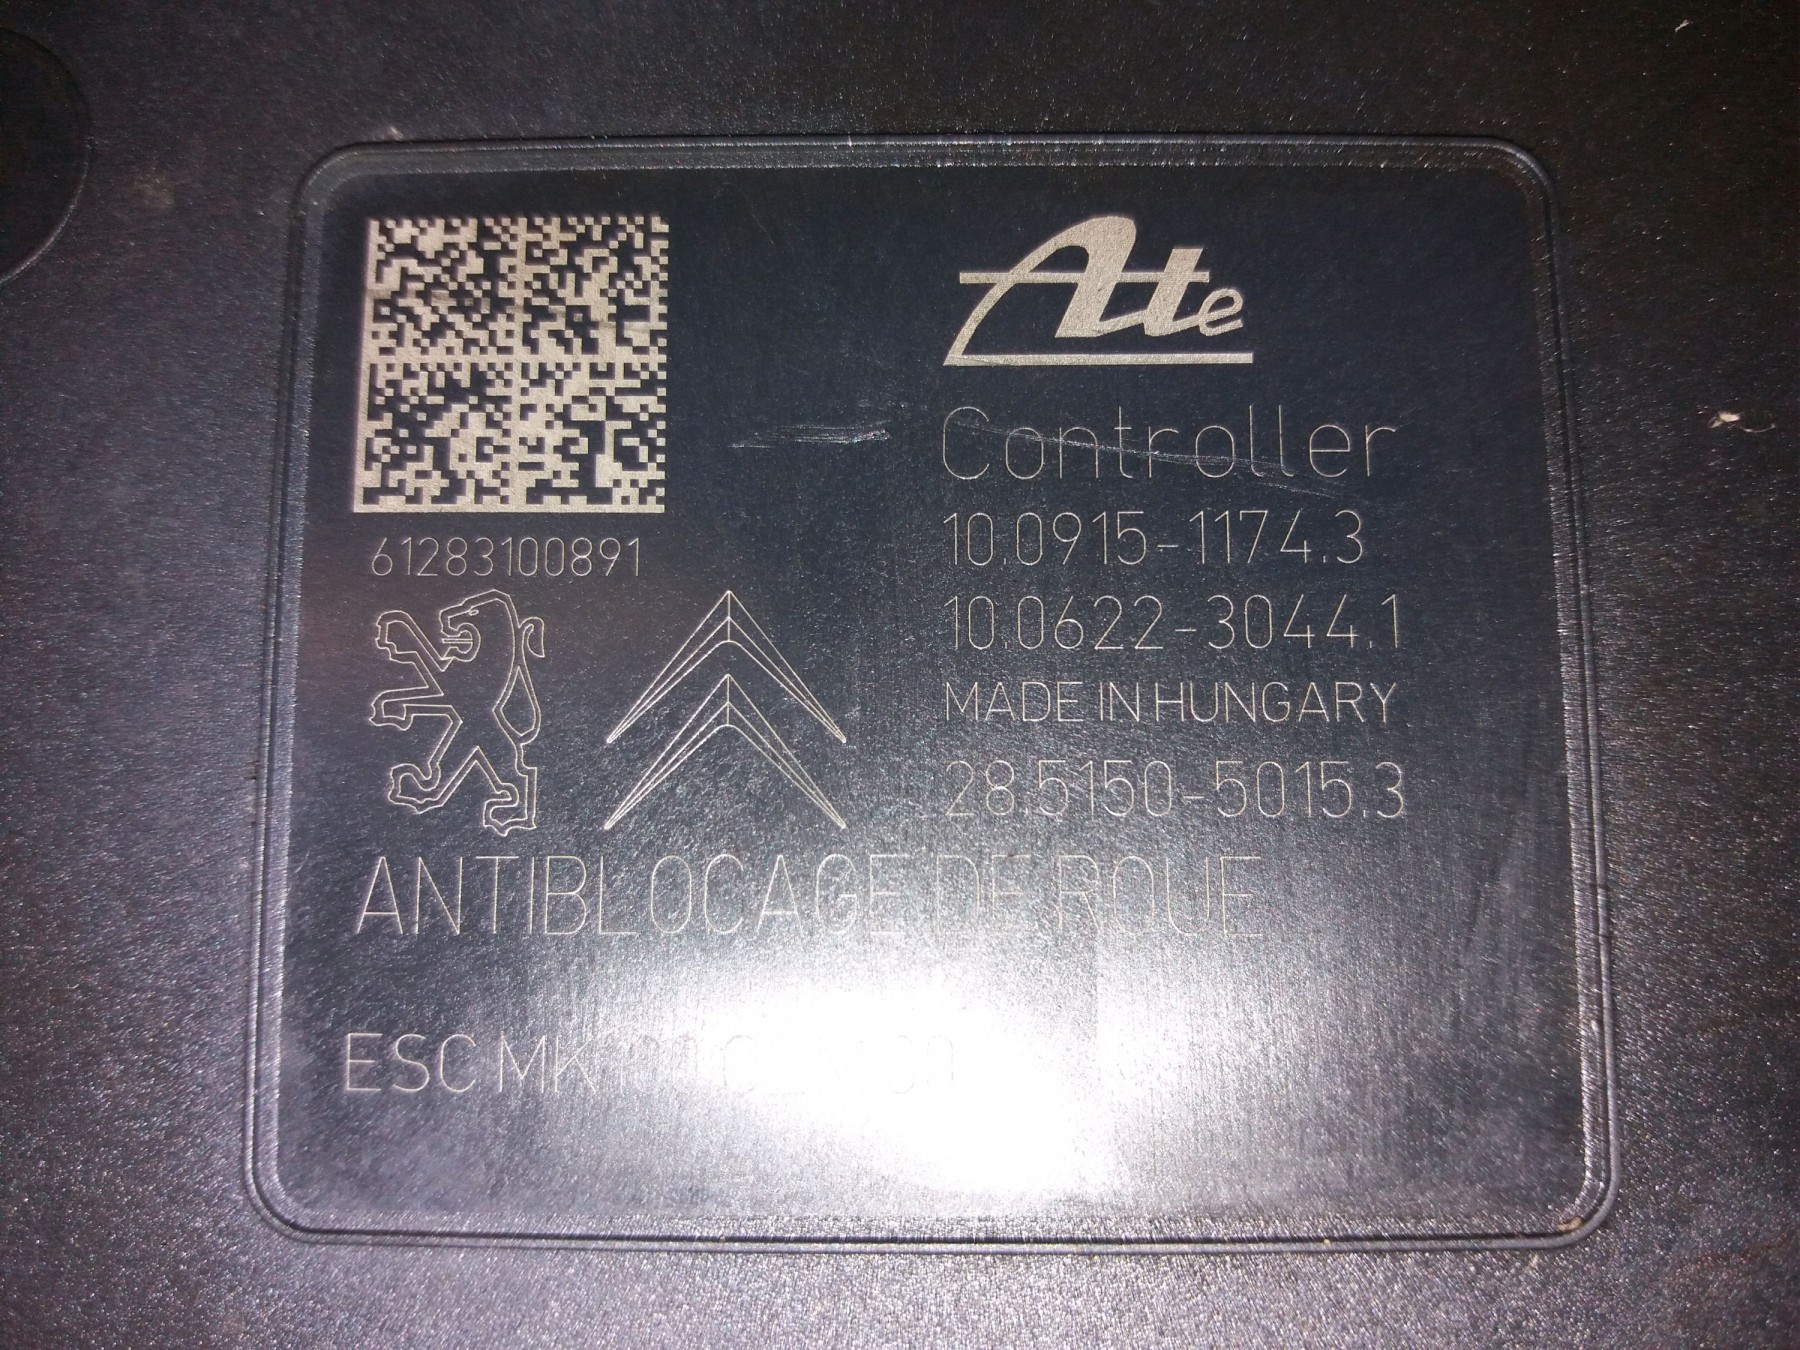 Ate
Controller
10.0915-1174.3
10.0622-3044.1
MADE IN HUNGARY
28.5150-5015.3
61283100891
ANTIBLOCAGE DE ROUE
ESC